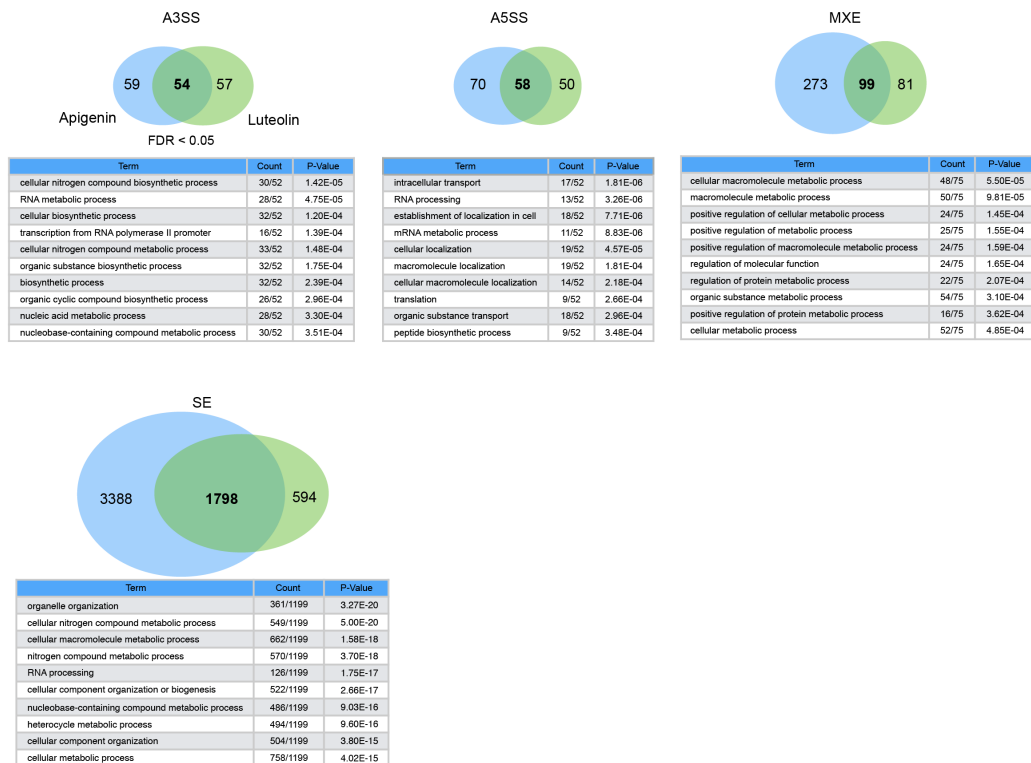 A3SS
59 54 57
Apigenin
Luteolin
FDR < 0.05
Term Count P-Value
cellular nitrogen compound biosynthetic process 30/52 1.42E-05
RNA metabolic process 28/52 4.75E-05
cellular biosynthetic process 32/52 1.20E-04
transcription from RNA polymerase II promoter 16/52 1.39E-04
cellular nitrogen compound metabolic process 33/52 1.48E-04
organic substance biosynthetic process 32/52 1.75E-04
biosynthetic process 32/52 2.39E-04
organic cyclic compound biosynthetic process 26/52 2.96E-04
nucleic acid metabolic process 28/52 3.30E-04
nucleobase-containing compound metabolic process 30/52 3.51E-04
A5SS
70 58 50
Term Count P-Value
intracellular transport 17/52 1.81E-06
RNA processing 13/52 3.26E-06
establishment of localization in cell 18/52 7.71E-06
mRNA metabolic process 11/52 8.83E-06
cellular localization 19/52 4.57E-05
macromolecule localization 19/52 1.81E-04
cellular macromolecule localization 14/52 2.18E-04
translation 9/52 2.66E-04
organic substance transport 18/52 2.96E-04
peptide biosynthetic process 9/52 3.48E-04
MXE
273 99 81
Term Count P-Value
cellular macromolecule metabolic process 48/75 5.50E-05
macromolecule metabolic process 50/75 9.81E-05
positive regulation of cellular metabolic process 24/75 1.45E-04
positive regulation of metabolic process 25/75 1.55E-04
positive regulation of macromolecule metabolic process 24/75 1.59E-04
regulation of molecular function 24/75 1.65E-04
regulation of protein metabolic process 22/75 2.07E-04
organic substance metabolic process 54/75 3.10E-04
positive regulation of protein metabolic process 16/75 3.62E-04
cellular metabolic process 52/75 4.85E-04
SE
3388 1798 594
Term Count P-Value
organelle organization 361/1199 3.27E-20
cellular nitrogen compound metabolic process 549/1199 5.00E-20
cellular macromolecule metabolic process 662/1199 1.58E-18
nitrogen compound metabolic process 570/1199 3.70E-18
RNA processing 126/1199 1.75E-17
cellular component organization or biogenesis 522/1199 2.66E-17
nucleobase-containing compound metabolic process 486/1199 9.03E-16
heterocycle metabolic process 494/1199 9.60E-16
cellular component organization 504/1199 3.80E-15
cellular metabolic process 758/1199 4.02E-15